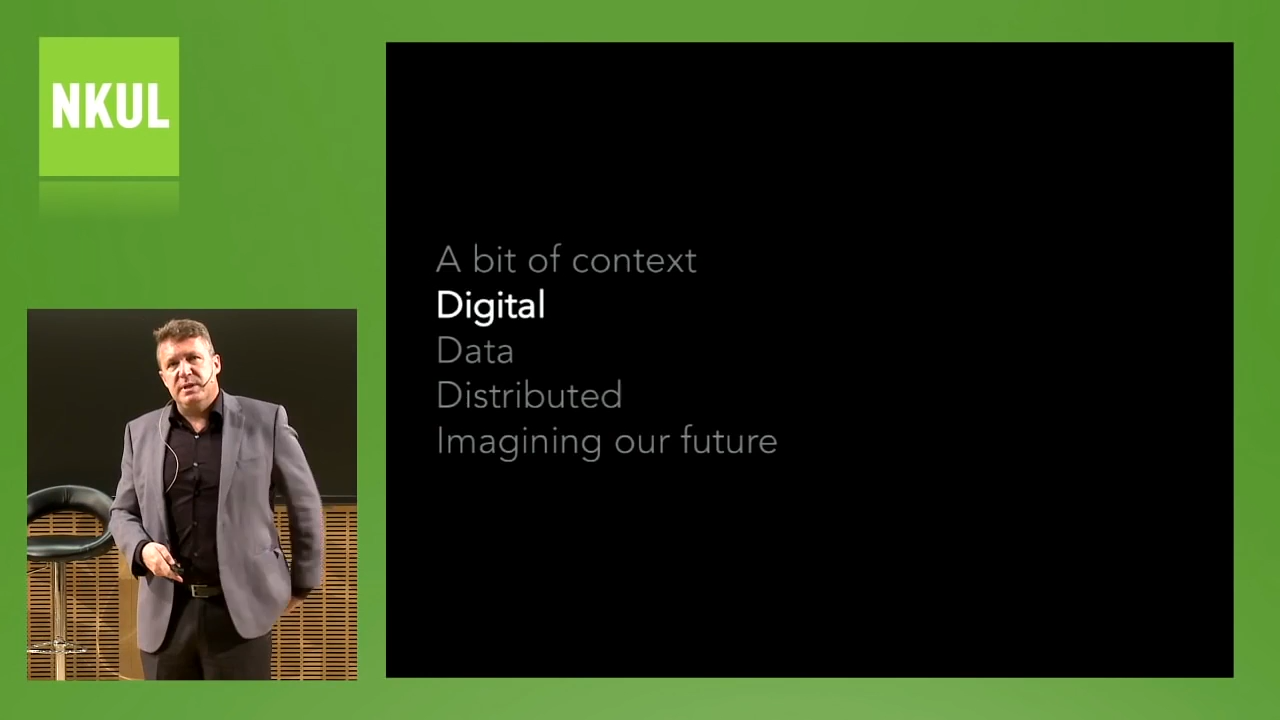 NKUL
A bit of context
Digital
Data
Distributed
Imagining our future